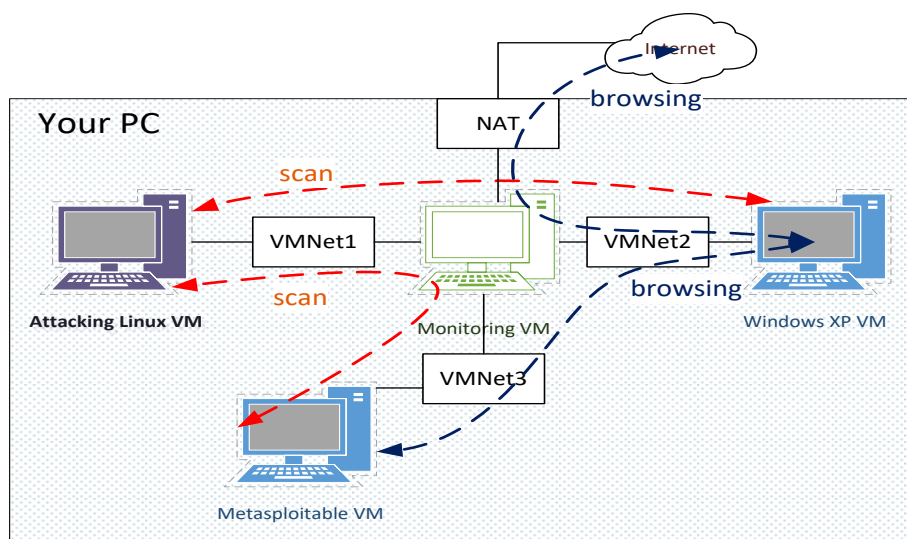 Internet
browsing
Your PC
NAT
scan
VMNet1
VMNet2
scan
browsing
Attacking Linux VM
Monitoring VM
Windows XP VM
VMNet3
Metasploitable VM